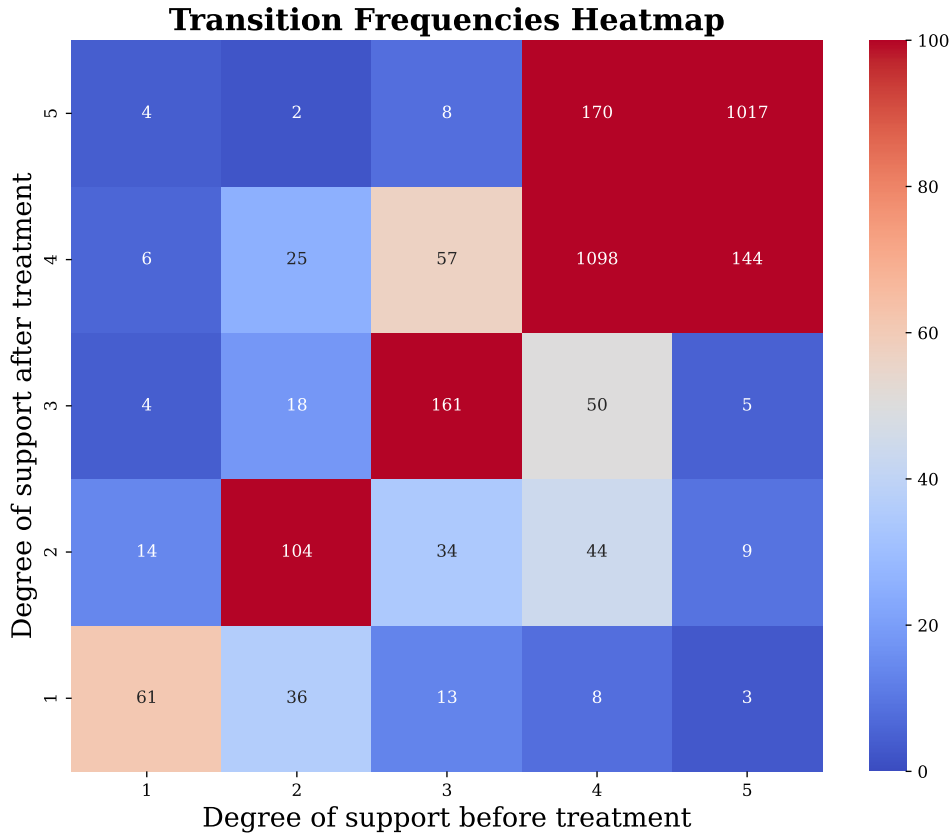 Transition Frequencies Heatmap
Degree of support after treatment
5 4 2 8 170 1017
4 6 25 57 1098 144
3 4 18 161 50 5
2 14 104 34 44 9
1 61 36 13 8 3
1 2 3 4 5
Degree of support before treatment
100
80
60
40
20
0